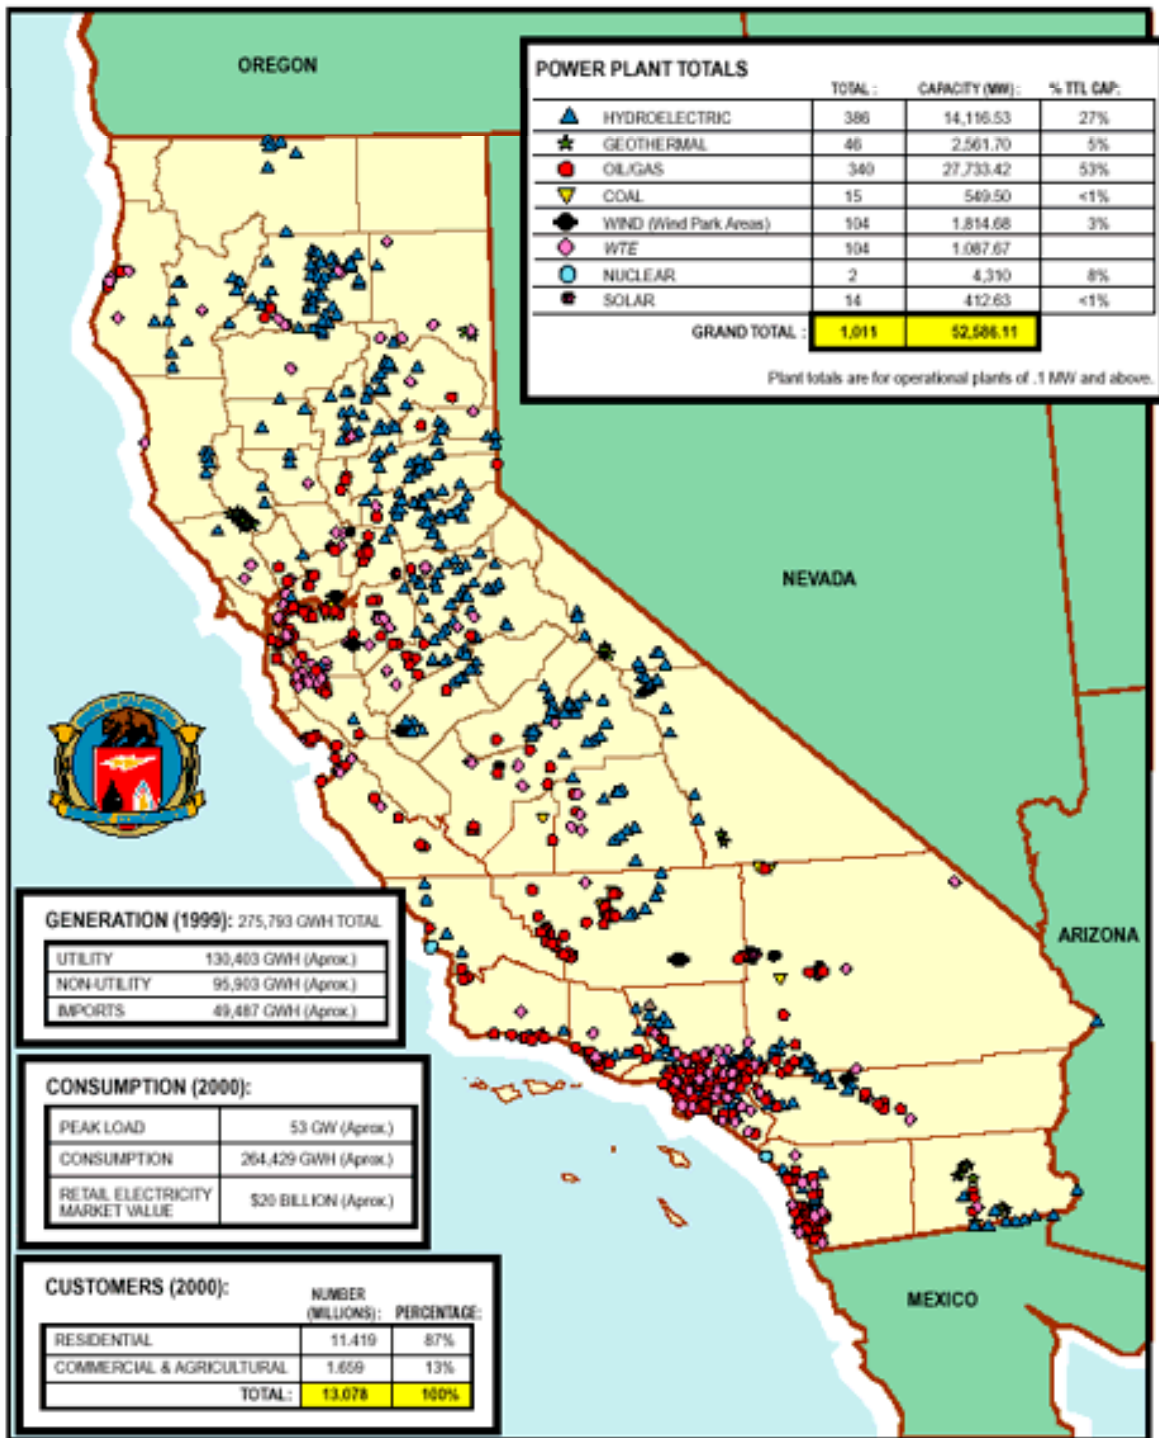 OREGON
POWER PLANT TOTALS
TOTAL : CAPACITY (MW) : % TTL CAP:
HYDROELECTRIC 386 14,116.53 27%
GEOTHERMAL 46 2,561.70 5%
OIL/GAS 340 27,733.42 53%
COAL 15 549.50 <1%
WIND (Wind Park Areas) 104 1.814.68 3%
WTE 104 1.087.67
NUCLEAR 2 4,310 8%
SOLAR 14 412.63 <1%
GRAND TOTAL : 1,011 52,586.11
Plant totals are for operational plants of .1 MW and above.
NEVADA
ARIZONA
GENERATION (1999): 275,793 GWH TOTAL
UTILITY 130,403 GWH (Aprox.)
NON-UTILITY 95,903 GWH (Aprox.)
IMPORTS 49,487 GWH (Aprox.)
CONSUMPTION (2000):
PEAK LOAD 53 GW (Aprox.)
CONSUMPTION 264,429 GWH (Aprox.)
RETAIL ELECTRICITY
MARKET VALUE $20 BILLION (Aprox.)
CUSTOMERS (2000):
NUMBER
(MILLIONS) : PERCENTAGE:
RESIDENTIAL 11.419 87%
COMMERCIAL & AGRICULTURAL 1.659 13%
TOTAL: 13.078 100%
MEXICO